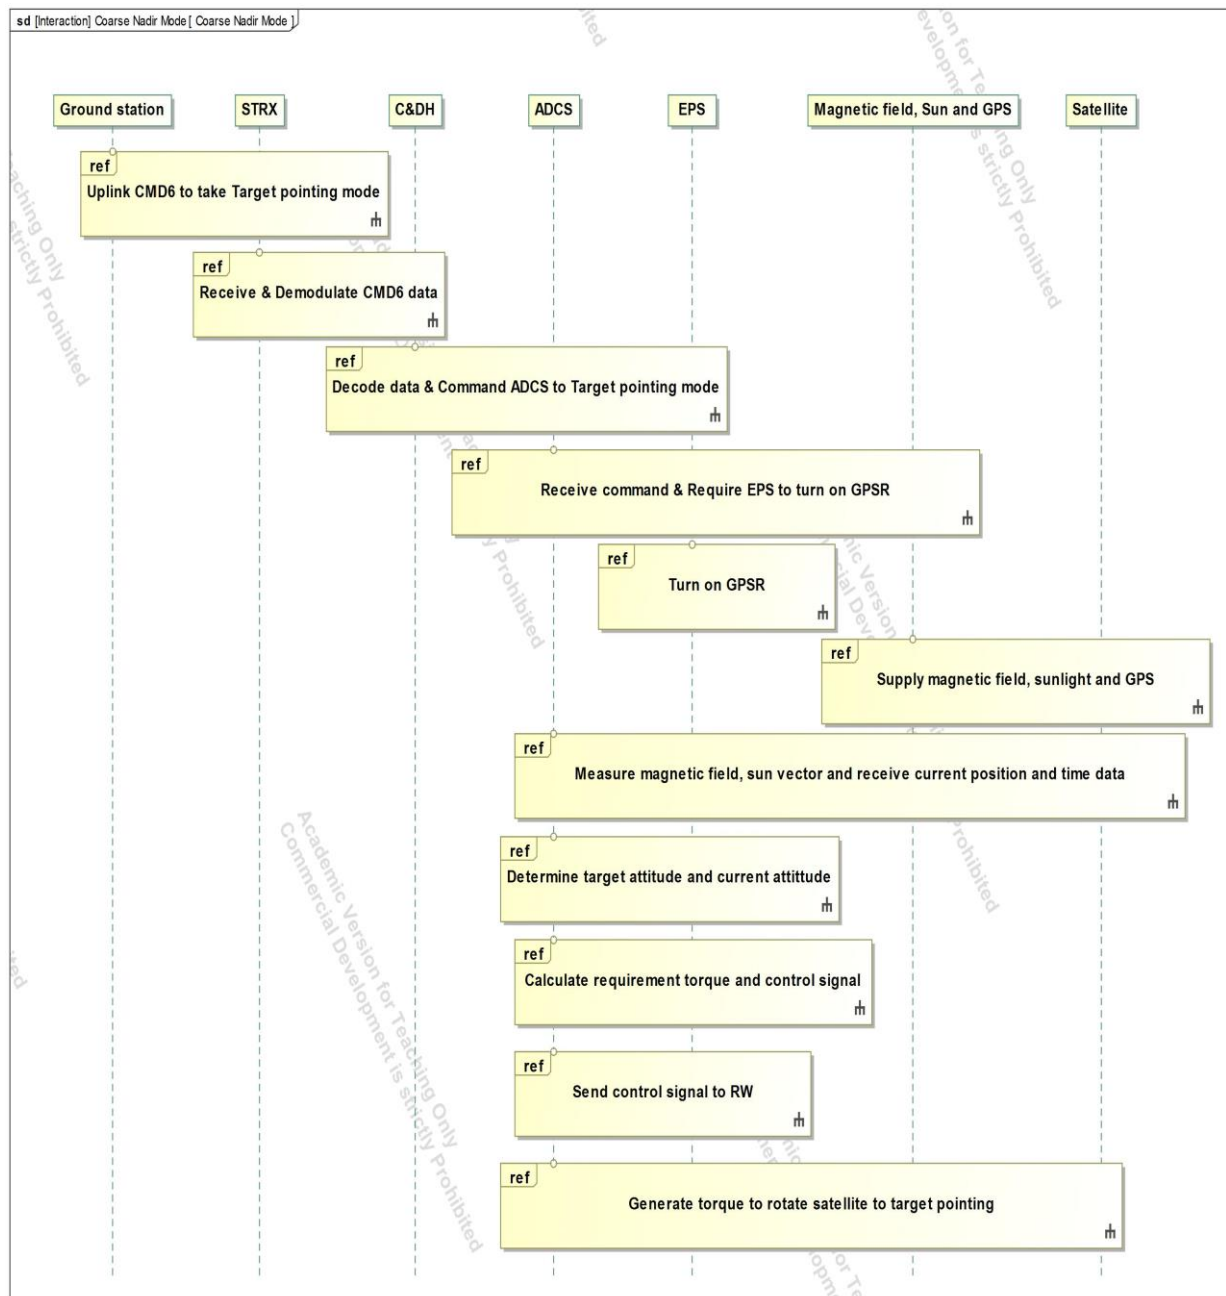 sd [Interaction] Coarse Nadir Mode [ Coarse Nadir Mode ]
Ground station
STRX
C&DH
ADCS
EPS
Magnetic field, Sun and GPS
Satellite
ref
Uplink CMD6 to take Target pointing mode
ref
Receive & Demodulate CMD6 data
ref
Decode data & Command ADCS to Target pointing mode
ref
Receive command & Require EPS to turn on GPSR
ref
Turn on GPSR
ref
Supply magnetic field, sunlight and GPS
ref
Measure magnetic field, sun vector and receive current position and time data
ref
Determine target attitude and current attittude
ref
Calculate requirement torque and control signal
ref
Send control signal to RW
ref
Generate torque to rotate satellite to target pointing
Academic Version for Teaching Only
Commercial Development is strictly Prohibited